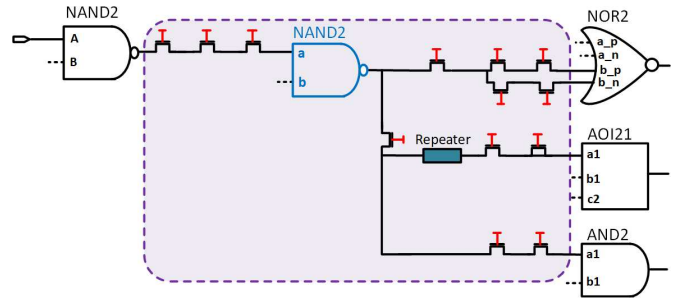 NAND2
A
B
NAND2
a
b
NOR2
a_p
a_n
b_p
b_n
Repeater
AOI21
a1
b1
c2
AND2
a1
b1